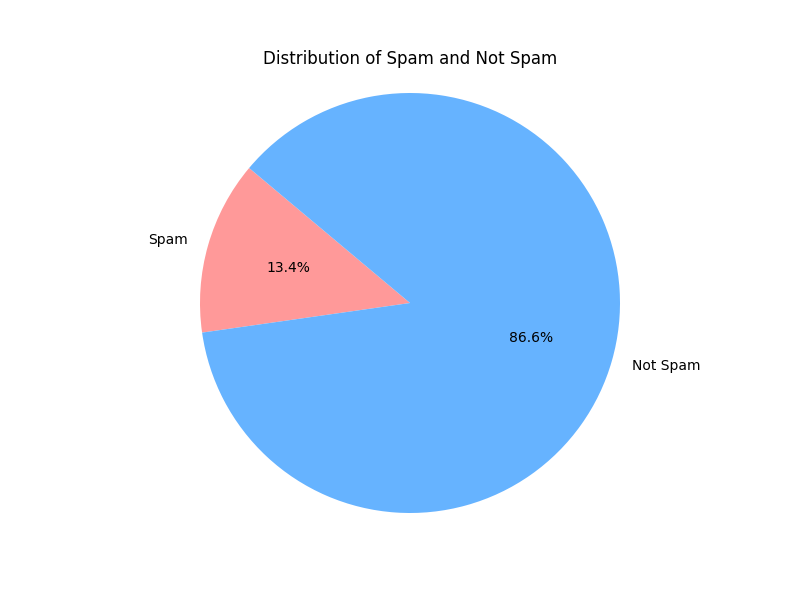 Distribution of Spam and Not Spam
Spam
13.4%
86.6%
Not Spam